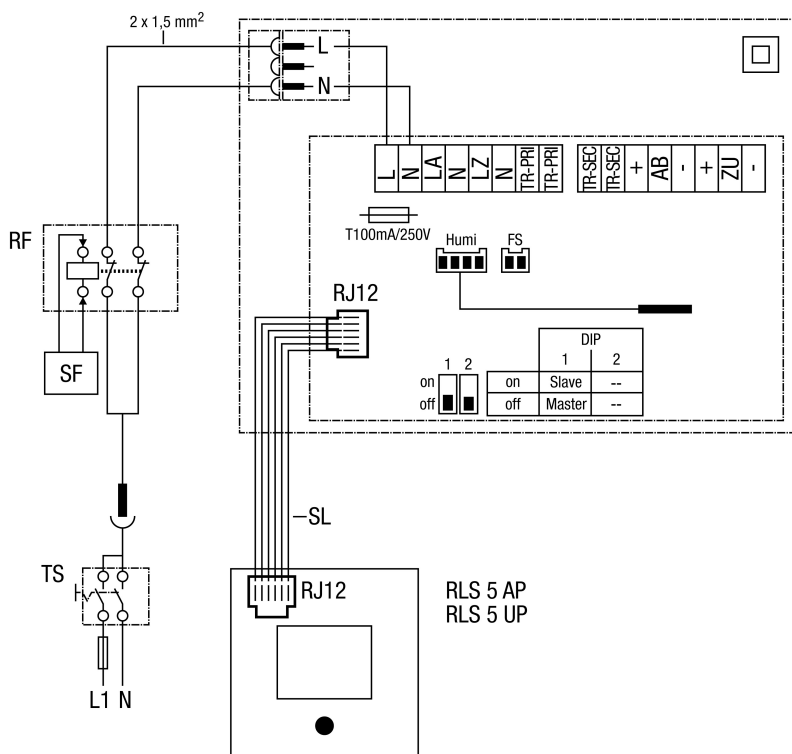 2 x 1,5 mm²
L
N
L
N
LA
N
LZ
N
TR-PRI
TR-PRI
TR-SEC
TR-SEC
+
AB
-
+
ZU
-
T100mA/250V
Humi
FS
RF
SF
RJ12
DIP
1 2
1 2
on
off
on Slave --
off Master --
SL
TS
RJ12
RLS 5 AP
RLS 5 UP
L1 N